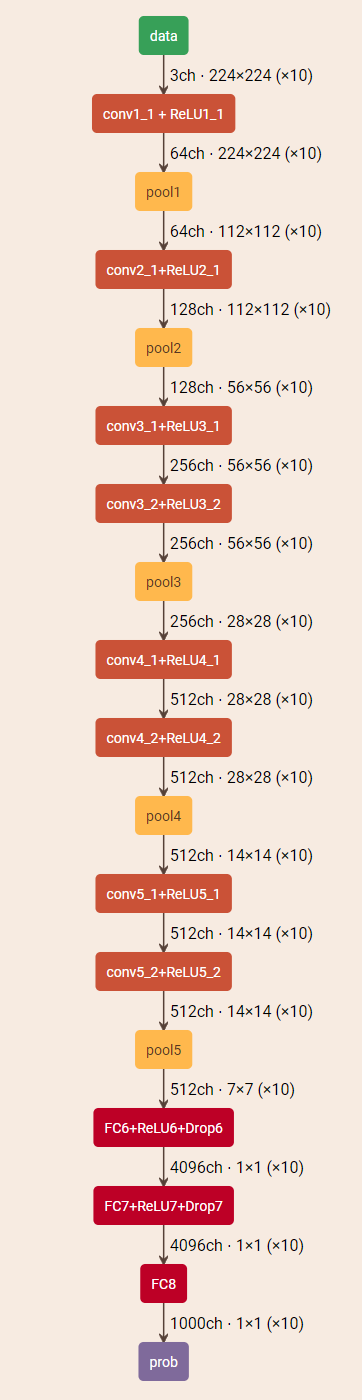 data
3ch · 224×224 (×10)
conv1_1 + ReLU1_1
64ch · 224×224 (×10)
pool1
64ch · 112×112 (×10)
conv2_1+ReLU2_1
128ch · 112×112 (×10)
pool2
128ch · 56×56 (×10)
conv3_1+ReLU3_1
256ch · 56×56 (×10)
conv3_2+ReLU3_2
256ch · 56×56 (×10)
pool3
256ch · 28×28 (×10)
conv4_1+ReLU4_1
512ch · 28×28 (×10)
conv4_2+ReLU4_2
512ch · 28×28 (×10)
pool4
512ch · 14×14 (×10)
conv5_1+ReLU5_1
512ch · 14×14 (×10)
conv5_2+ReLU5_2
512ch · 14×14 (×10)
pool5
512ch · 7×7 (×10)
FC6+ReLU6+Drop6
4096ch · 1×1 (×10)
FC7+ReLU7+Drop7
4096ch · 1×1 (×10)
FC8
1000ch · 1×1 (×10)
prob